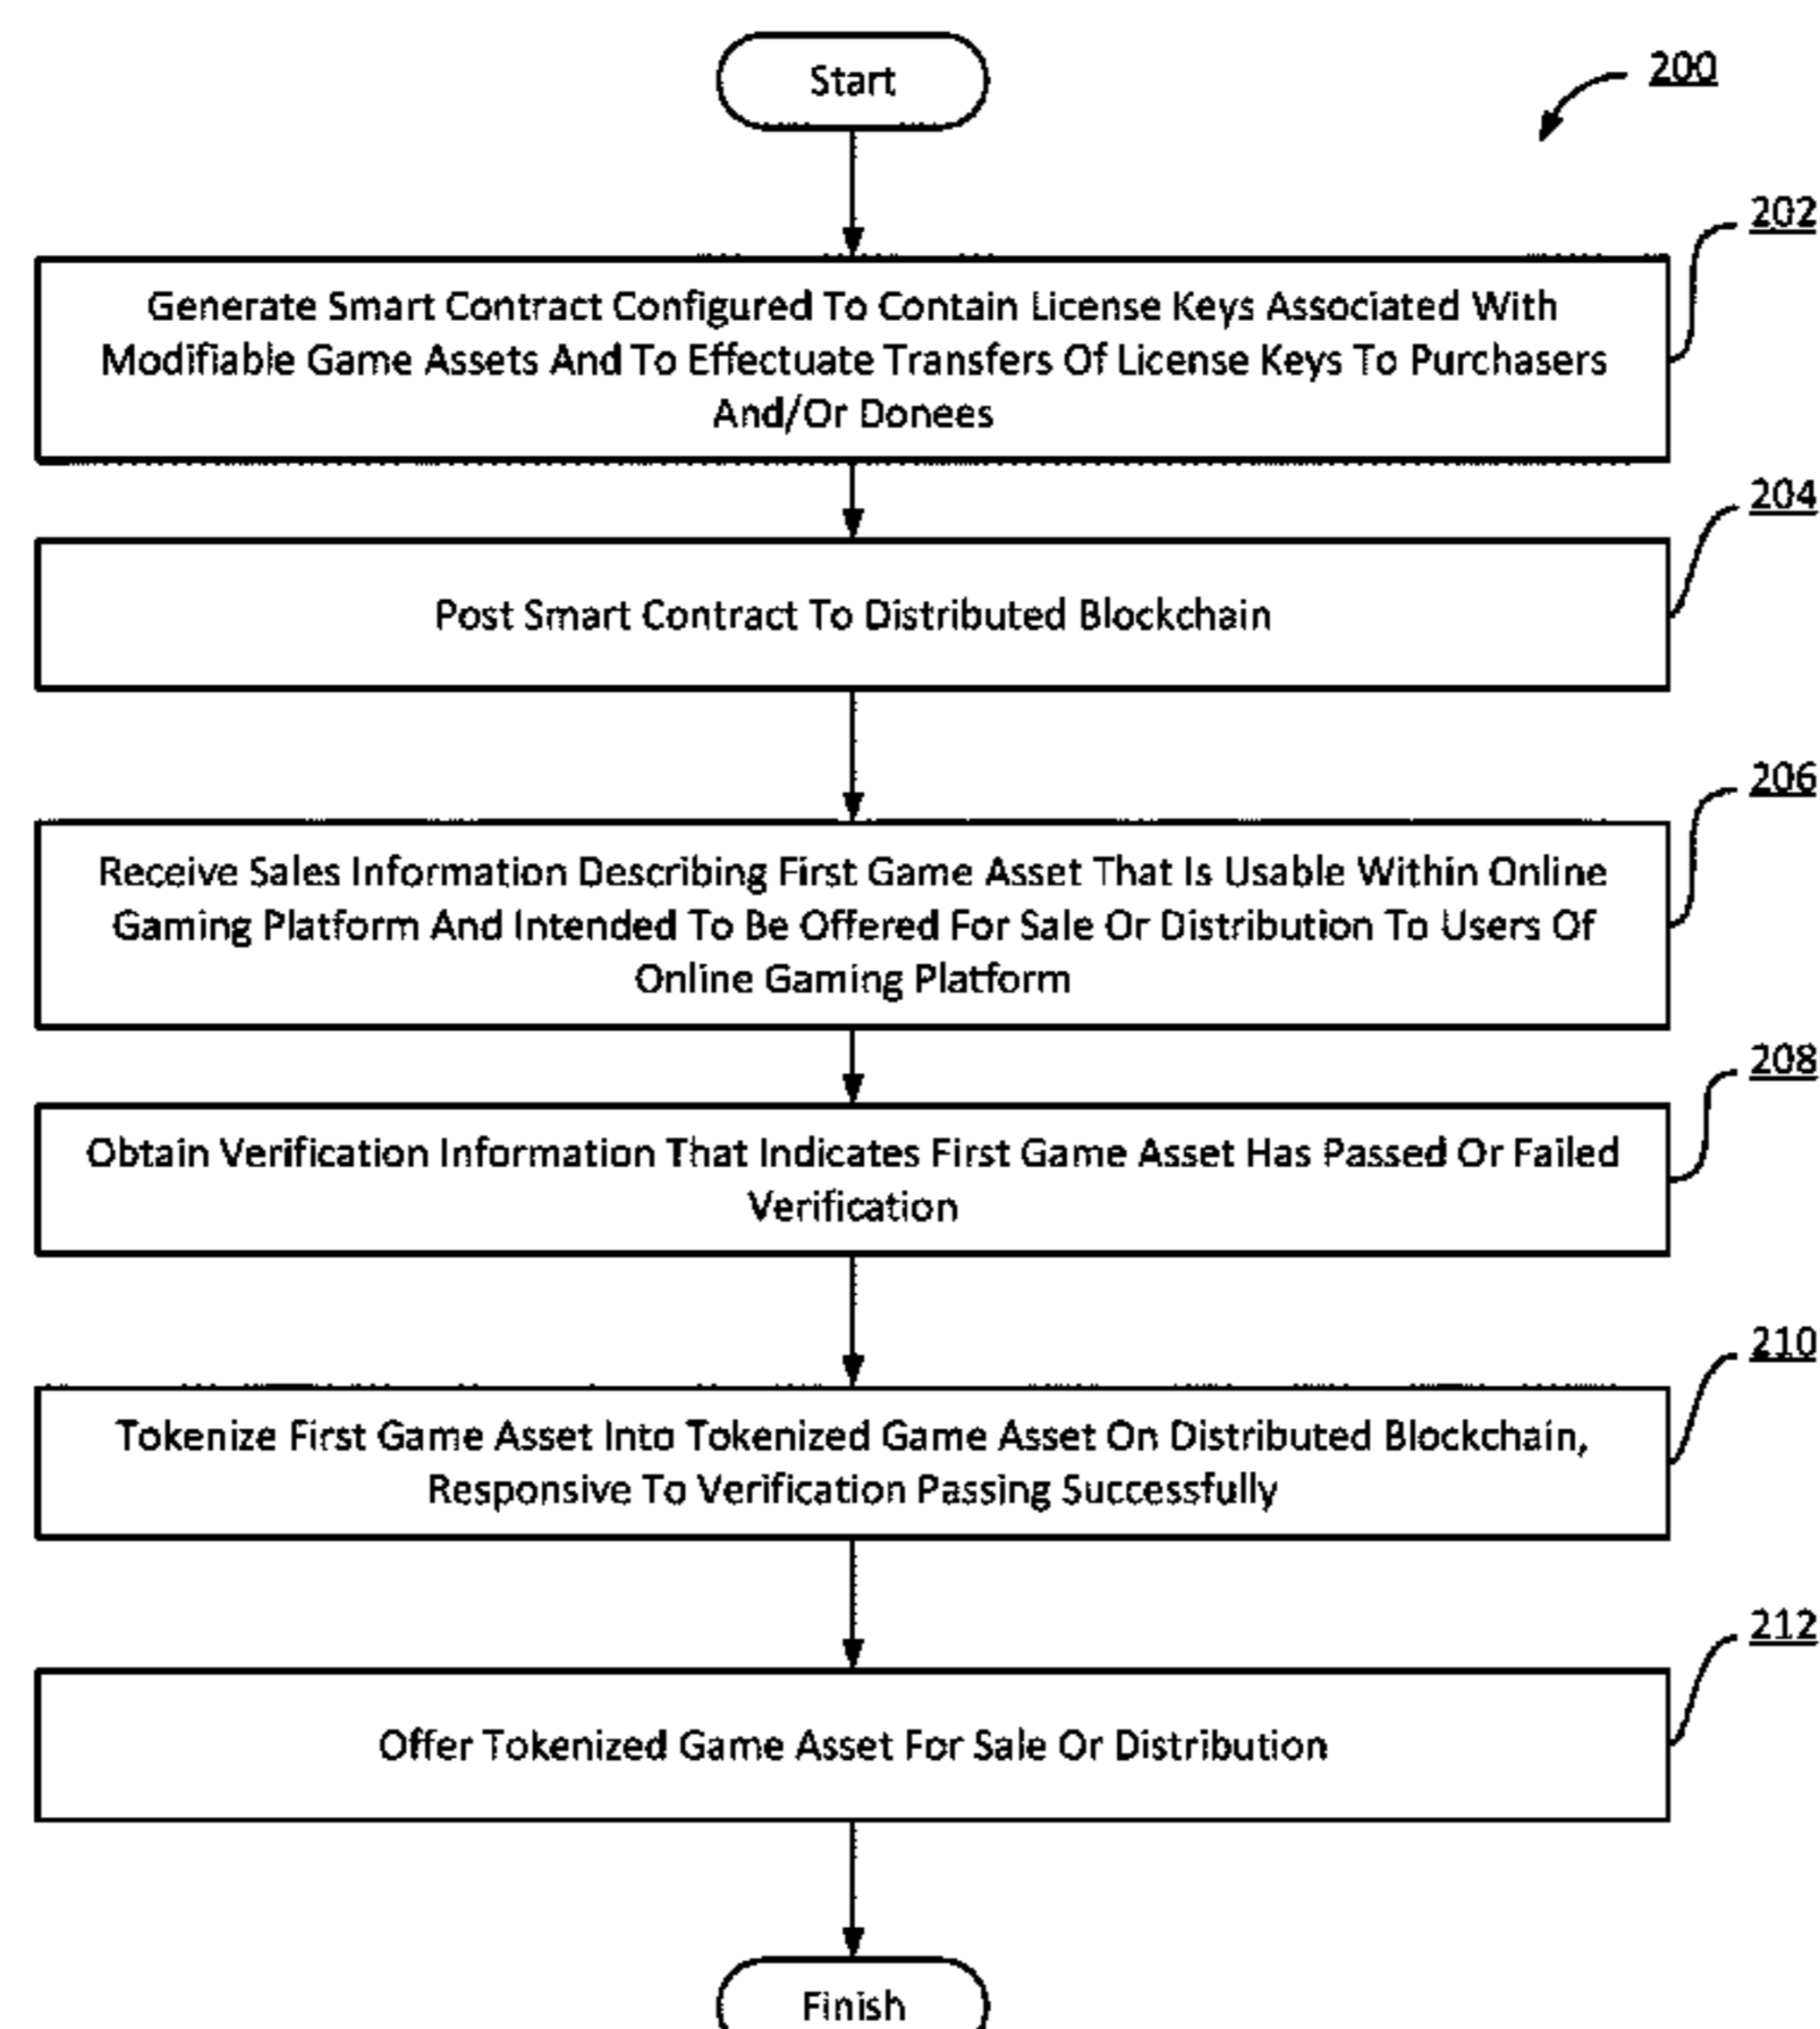 Start
200
202
Generate Smart Contract Configured To Contain License Keys Associated With
Modifiable Game Assets And To Effectuate Transfers Of License Keys To Purchasers
And/Or Donees
204
Post Smart Contract To Distributed Blockchain
206
Receive Sales Information Describing First Game Asset That Is Usable Within Online
Gaming Platform And Intended To Be Offered For Sale Or Distribution To Users Of
Online Gaming Platform
208
Obtain Verification Information That Indicates First Game Asset Has Passed Or Failed
Verification
210
Tokenize First Game Asset Into Tokenized Game Asset On Distributed Blockchain,
Responsive To Verification Passing Successfully
212
Offer Tokenized Game Asset For Sale Or Distribution
Finish